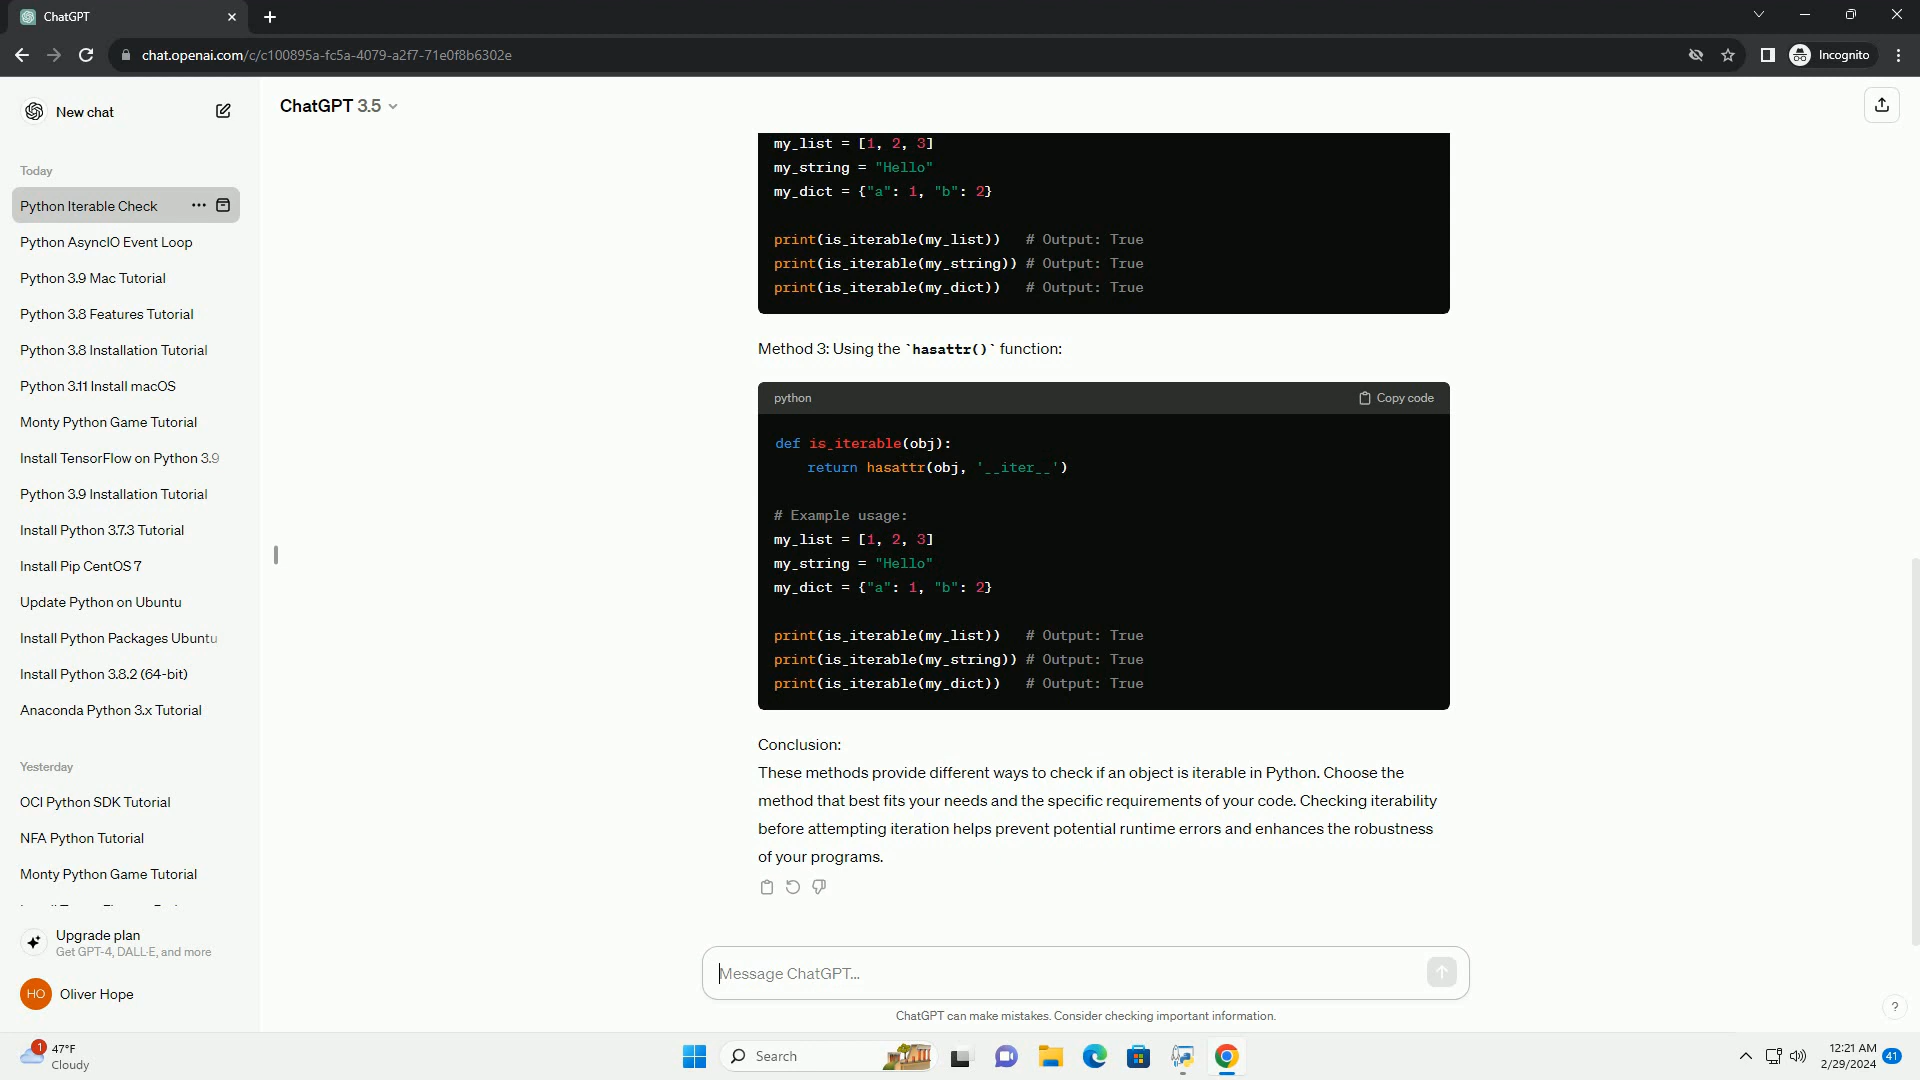 ChatGPT
chat.openai.com/c/c100895a-fc5a-4079-a2f7-71e0f8b6302e
Incognito
New chat
ChatGPT 3.5
Today
Python Iterable Check
Python AsyncIO Event Loop
Python 3.9 Mac Tutorial
Python 3.8 Features Tutorial
Python 3.8 Installation Tutorial
Python 3.11 Install macOS
Monty Python Game Tutorial
Install TensorFlow on Python 3.9
Python 3.9 Installation Tutorial
Install Python 3.7.3 Tutorial
Install Pip CentOS 7
Update Python on Ubuntu
Install Python Packages Ubuntu
Install Python 3.8.2 (64-bit)
Anaconda Python 3.x Tutorial
Yesterday
OCI Python SDK Tutorial
NFA Python Tutorial
Monty Python Game Tutorial
Upgrade plan
Get GPT-4, DALL·E, and more
HO
Oliver Hope
my_list = [1, 2, 3]
my_string = "Hello"
my_dict = {"a": 1, "b": 2}
print(is_iterable(my_list))   # Output: True
print(is_iterable(my_string)) # Output: True
print(is_iterable(my_dict))   # Output: True
Method 3: Using the `hasattr()` function:
python
Copy code
def is_iterable(obj):
    return hasattr(obj, '__iter__')
# Example usage:
my_list = [1, 2, 3]
my_string = "Hello"
my_dict = {"a": 1, "b": 2}
print(is_iterable(my_list))   # Output: True
print(is_iterable(my_string)) # Output: True
print(is_iterable(my_dict))   # Output: True
Conclusion:
These methods provide different ways to check if an object is iterable in Python. Choose the
method that best fits your needs and the specific requirements of your code. Checking iterability
before attempting iteration helps prevent potential runtime errors and enhances the robustness
of your programs.
Message ChatGPT...
ChatGPT can make mistakes. Consider checking important information.
?
1
47°F
Cloudy
Search
12:21 AM
2/29/2024
41